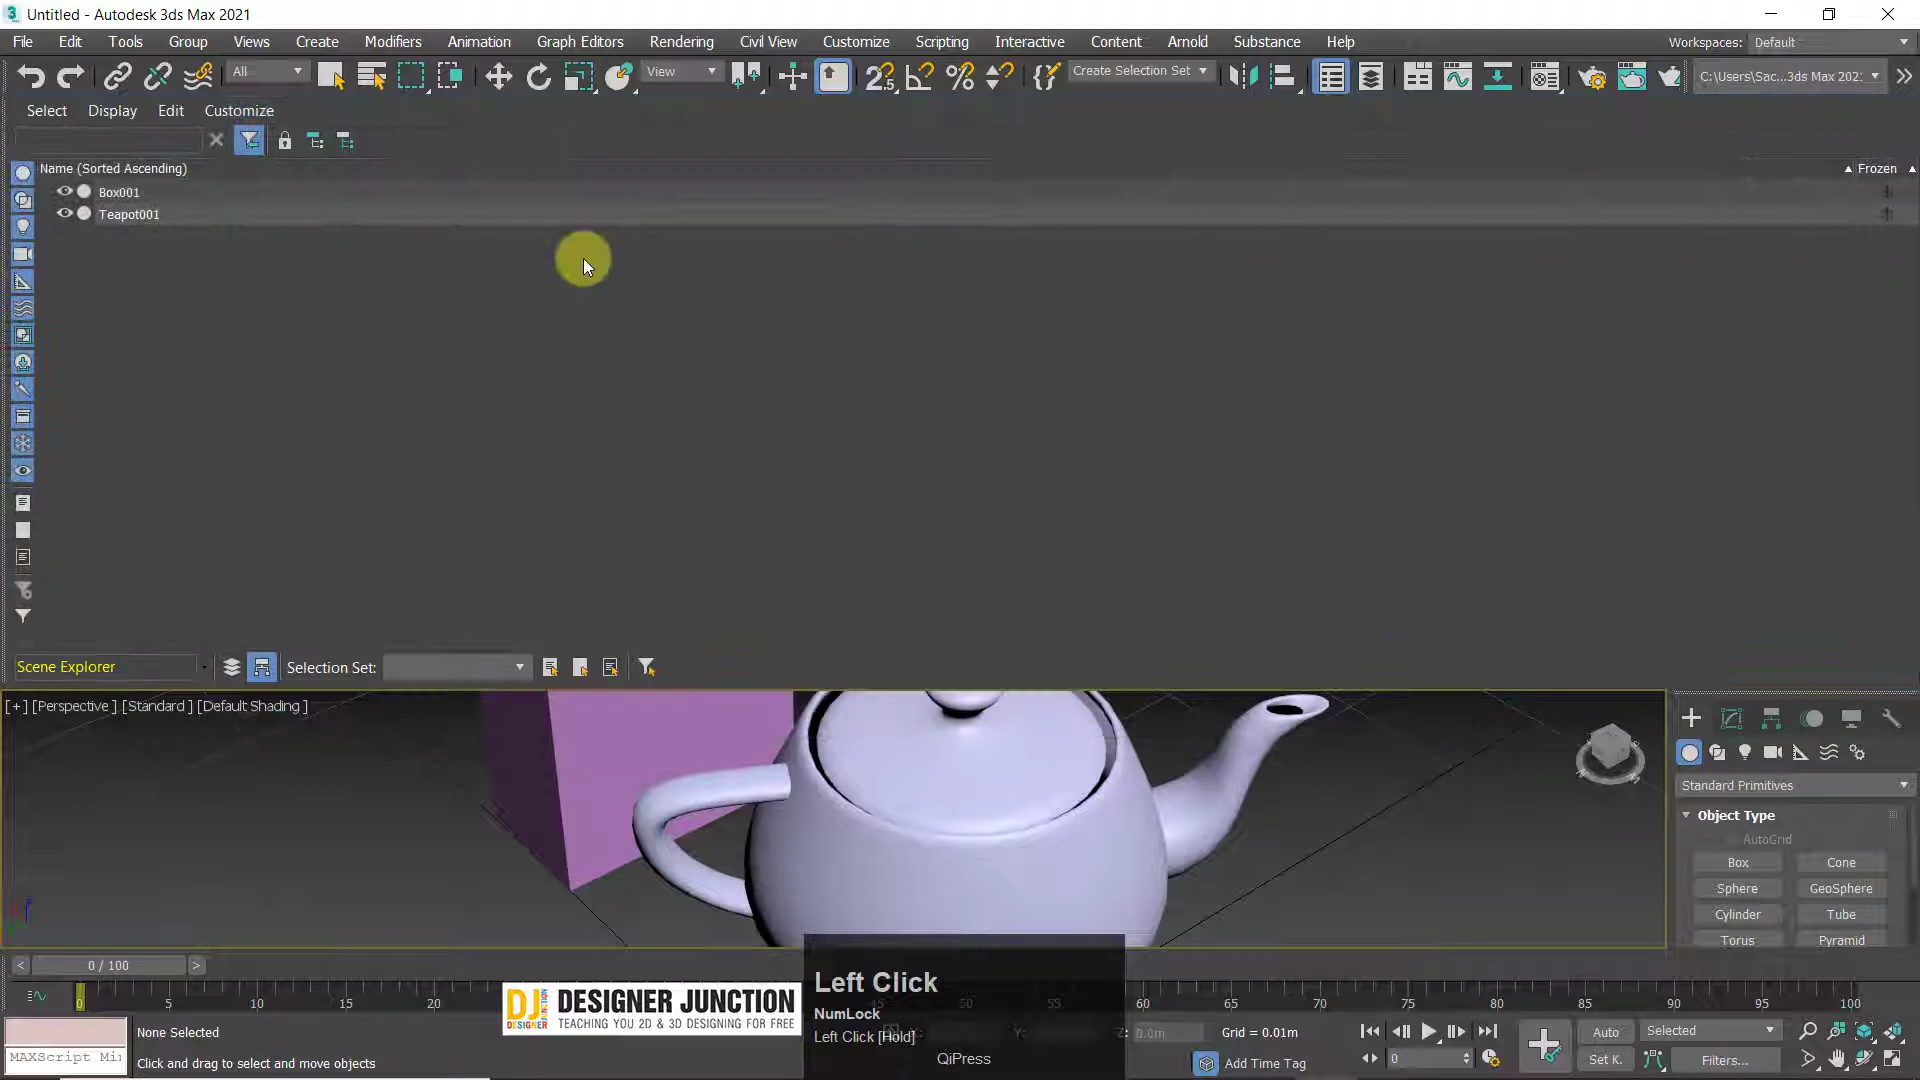 Untitled - Autodesk 3ds Max 2021
File Edit Tools Group Views Create Modifiers Animation Graph Editors Rendering Civil View Customize Scripting Interactive Content Arnold Substance Help Workspaces: Default
All View Create Selection Set C:\Users\Sac...3ds Max 202:
Select Display Edit Customize
Name (Sorted Ascending) Frozen
Box001
Teapot001
Scene Explorer Selection Set:
[+] [Perspective ] [Standard ] [Default Shading ]
Standard Primitives
Object Type
AutoGrid
Box Cone
Sphere GeoSphere
Cylinder Tube
Torus Pyramid
< 0 / 100 >
0 5 10 15 20 45 50 55 60 65 70 75 80 85 90 95 100
DJ DESIGNER JUNCTION
TEACHING YOU 2D & 3D DESIGNING FOR FREE
Left Click
NumLock
Left Click [Hold]
QiPress
None Selected
Click and drag to select and move objects
MAXScript Mi
Y: Z: 0.0m Grid = 0.01m
Add Time Tag
Auto Selected
0 Set K. Filters...